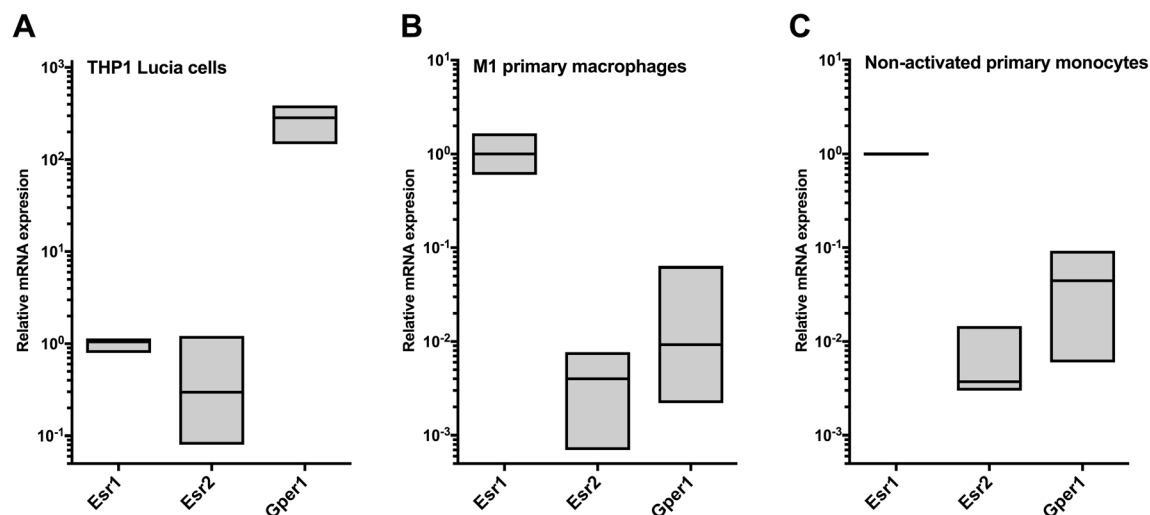 A
THP1 Lucia cells
Relative mRNA expresion
10³
10²
10¹
10⁰
10⁻¹
Esr1
Esr2
Gper1
B
M1 primary macrophages
Relative mRNA expresion
10¹
10⁰
10⁻¹
10⁻²
10⁻³
Esr1
Esr2
Gper1
C
Non-activated primary monocytes
Relative mRNA expresion
10¹
10⁰
10⁻¹
10⁻²
10⁻³
Esr1
Esr2
Gper1